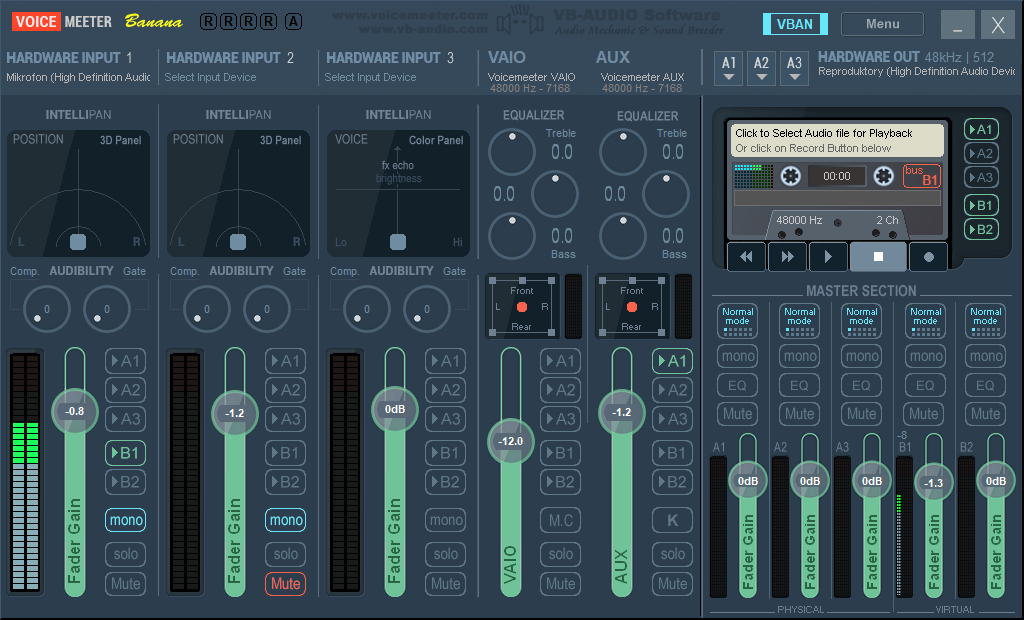 VOICE MEETER Banana R R R R A
www.voicemeeter.com
www.vb-audio.com
VB-AUDIO Software
Audio Mechanic & Sound Breeder
VBAN
Menu
HARDWARE INPUT 1
Mikrofon (High Definition Audic
HARDWARE INPUT 2
Select Input Device
HARDWARE INPUT 3
Select Input Device
VAIO
Voicemeeter VAIO
48000 Hz - 7168
AUX
Voicemeeter AUX
48000 Hz - 7168
A1 A2 A3
HARDWARE OUT 48kHz | 512
Reproduktory (High Definition Audio Devic
INTELLIPAN
POSITION 3D Panel
L R
INTELLIPAN
POSITION 3D Panel
L R
INTELLIPAN
VOICE Color Panel
fx echo
brightness
Lo Hi
EQUALIZER
Treble
0.0
0.0
0.0
Bass
EQUALIZER
Treble
0.0
0.0
0.0
Bass
Click to Select Audio file for Playback
Or click on Record Button below
00:00
bus
B1
48000 Hz 2 Ch
A1
A2
A3
B1
B2
Comp. AUDIBILITY Gate
0 0
Comp. AUDIBILITY Gate
0 0
Comp. AUDIBILITY Gate
0 0
Front
L R
Rear
Front
L R
Rear
-0.8
Fader Gain
A1
A2
A3
B1
B2
mono
solo
Mute
-1.2
Fader Gain
A1
A2
A3
B1
B2
mono
solo
Mute
0dB
Fader Gain
A1
A2
A3
B1
B2
mono
solo
Mute
-12.0
VAIO
A1
A2
A3
B1
B2
M.C
solo
Mute
-1.2
AUX
A1
A2
A3
B1
B2
K
solo
Mute
MASTER SECTION
Normal mode Normal mode Normal mode Normal mode Normal mode
mono mono mono mono mono
EQ EQ EQ EQ EQ
Mute Mute Mute Mute Mute
-8
A1 A2 A3 B1 B2
0dB 0dB 0dB -1.3 0dB
Fader Gain Fader Gain Fader Gain Fader Gain Fader Gain
PHYSICAL VIRTUAL